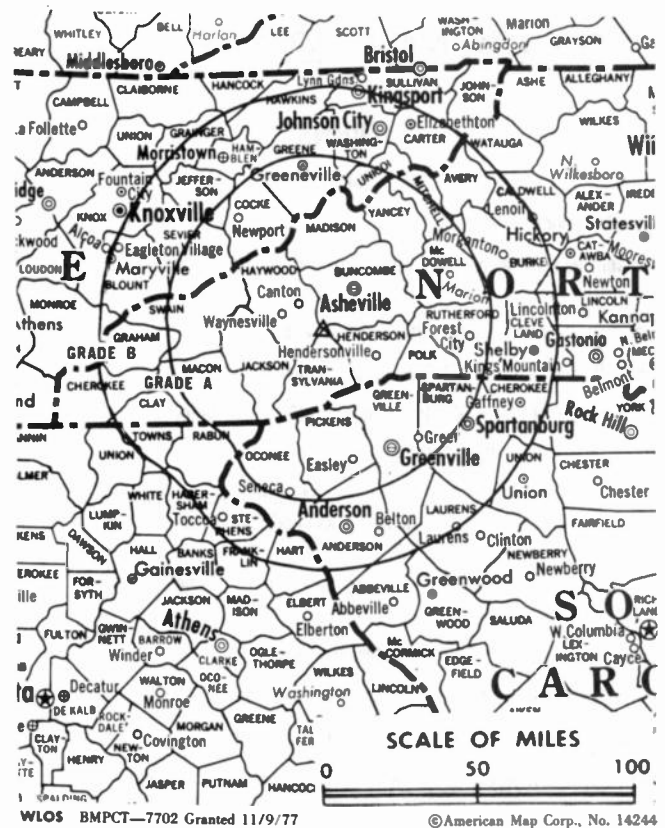 WHITLEY
BELL
Harlan
LEE
SCOTT
WASH-
INGTON
Abingdon
Marion
GRAYSON
Middlesboro
Bristol
CLAIBORNE
HANCOCK
Lynn Gdns
SULLIVAN
JOHN-
SON
ASHE
ALLEGHANY
CAMPBELL
HAWKINS
Kingsport
WILKES
a Follette
UNION
GRAINGER
Johnson City
Elizabethton
CARTER
WATAUGA
Morristown
HAM-
BLEN
GREENE
WASHING-
TON
UNICOI
AVERY
N.
Wilkesboro
ANDERSON
Fountain
City
JEFFER-
SON
Greeneville
MITCHELL
CALDWELL
ALEX-
ANDER
IREDE
idge
KNOX
Knoxville
COCKE
Newport
MADISON
YANCEY
Lenoir
Hickory
Statesvil
ckwood
Alcoa
SEVIER
Eagleton Village
Maryville
Morganton
BURKE
CAT-
AWBA
Mooresv
LOUDON
E
BLOUNT
HAYWOOD
BUNCOMBE
Mc
DOWELL
N O R T
Newton
MONROE
SWAIN
Canton
Asheville
Marion
LINCOLN
Lincolnton
Athens
GRAHAM
Waynesville
HENDERSON
RUTHERFORD
Forest
City
CLEVE
LAND
Kannap
GRADE B
MACON
JACKSON
Hendersonville
TRAN-
SYLVANIA
POLK
Shelby
Kings Mountain
Gastonia
Belmont
CHEROKEE
GRADE A
CLAY
GREEN-
VILLE
SPARTAN-
BURG
CHEROKEE
Gaffney
YORK
Rock Hill
TOWNS
RABUN
PICKENS
Spartanburg
UNION
OCONEE
Easley
Greer
Greenville
UNION
CHESTER
WHITE
HABER-
SHAM
Seneca
Union
Chester
LUMP-
KIN
Toccoa
STE-
PHENS
Anderson
Belton
LAURENS
Laurens
Clinton
FAIRFIELD
DAWSON
HALL
BANKS
FRANK-
LIN
HART
ANDERSON
NEWBERRY
Newberry
Gainesville
FOR-
SYTH
JACKSON
MAD-
ISON
ELBERT
Elberton
ABBEVILLE
Abbeville
Greenwood
GREEN-
WOOD
SALUDA
S O
RICH
LAND
FULTON
GWIN-
NETT
BARROW
Winder
Athens
CLARKE
OGLE-
THORPE
Mc
CORMICK
EDGE-
FIELD
W. Columbia
LEX-
INGTON
Cayce
Decatur
DE KALB
WALTON
Monroe
OCO-
NEE
WILKES
Washington
LINCOLN
C A R O
AIKEN
CLAY-
TON
ROCK-
DALE
NEW-
TON
Covington
MORGAN
GREENE
HENRY
JASPER
PUTNAM
HANCOC
SPALDING
SCALE OF MILES
0 50 100
WLOS BMPCT—7702 Granted 11/9/77
©American Map Corp., No. 14244